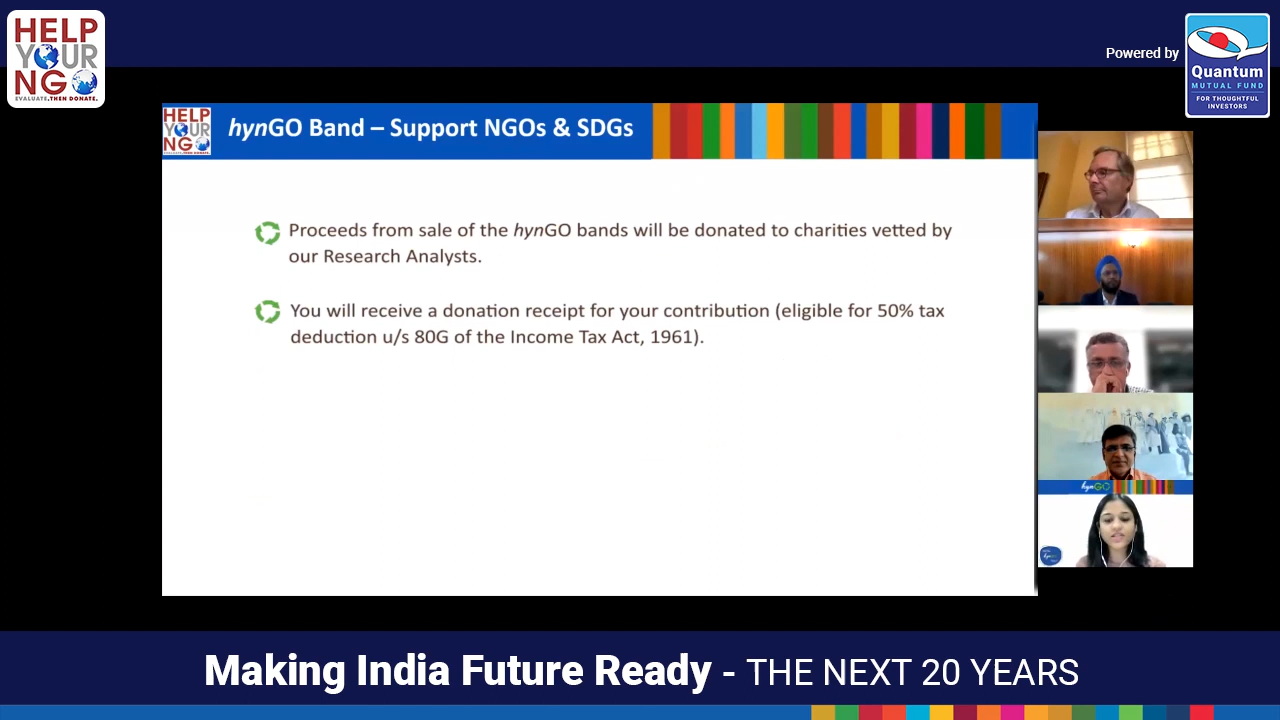 HELP
YOUR
NGO
EVALUATE, THEN DONATE.
Powered by
Quantum
MUTUAL FUND
FOR THOUGHTFUL
INVESTORS
HELP
YOUR
NGO
hynGO Band – Support NGOs & SDGs
Proceeds from sale of the hynGO bands will be donated to charities vetted by
our Research Analysts.
You will receive a donation receipt for your contribution (eligible for 50% tax
deduction u/s 80G of the Income Tax Act, 1961).
hynGO
Making India Future Ready - THE NEXT 20 YEARS